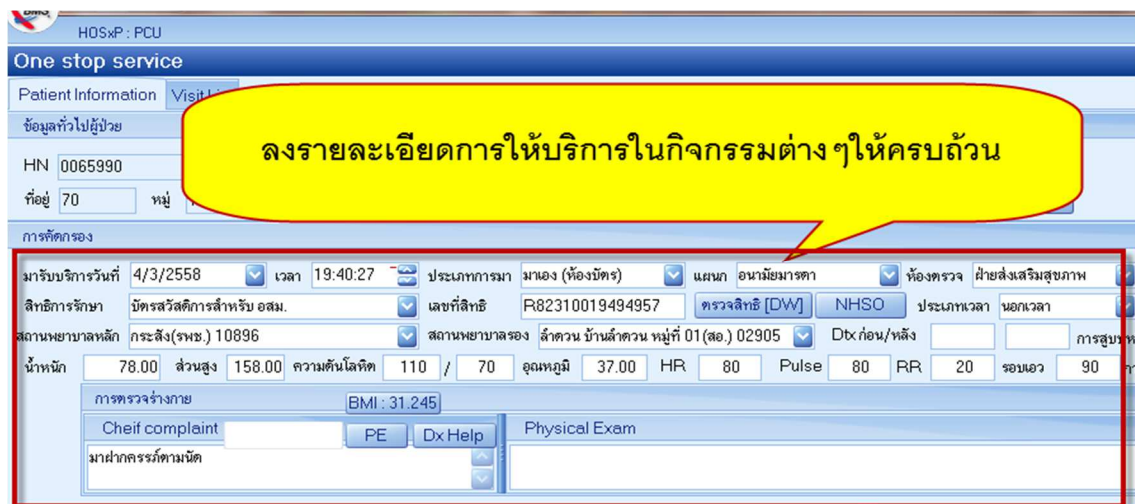 BMS
HOSxP : PCU
One stop service
Patient Information Visit
ข้อมูลทั่วไปผู้ป่วย
ลงรายละเอียดการให้บริการในกิจกรรมต่างๆให้ครบถ้วน
HN 0065990
ที่อยู่ 70 หมู่
การคัดกรอง
มารับบริการวันที่ 4/3/2558 เวลา 19:40:27 ประเภทการมา มาเอง (ห้องบัตร) แผนก อนามัยมารดา ห้องตรวจ ฝ่ายส่งเสริมสุขภาพ
สิทธิการรักษา บัตรสวัสดิการสำหรับ อสม. เลขที่สิทธิ R82310019494957 ตรวจสิทธิ [DW] NHSO ประเภทเวลา นอกเวลา
สถานพยาบาลหลัก กระสัง(รพช.) 10896 สถานพยาบาลรอง ลำดวน บ้านลำดวน หมู่ที่ 01(สอ.) 02905 Dtx ก่อน/หลัง การสูบ
น้ำหนัก 78.00 ส่วนสูง 158.00 ความดันโลหิต 110 / 70 อุณหภูมิ 37.00 HR 80 Pulse 80 RR 20 รอบเอว 90
การตรวจร่างกาย BMI : 31.245
Cheif complaint PE Dx Help Physical Exam
มาฝากครรภ์ตามนัด